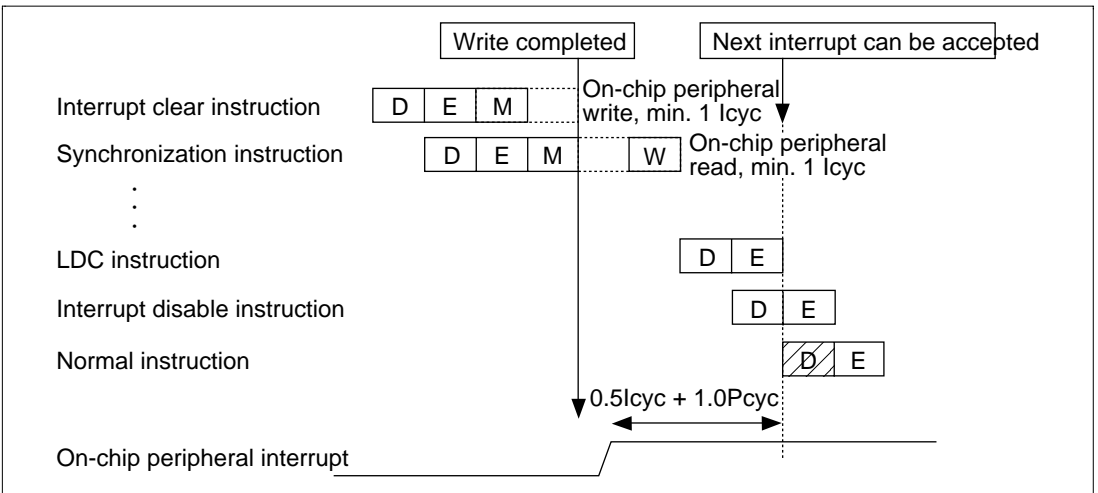 Write completed
Next interrupt can be accepted
Interrupt clear instruction
D E M
On-chip peripheral
write, min. 1 Icyc
Synchronization instruction
D E M W
On-chip peripheral
read, min. 1 Icyc
.
.
.
LDC instruction
D E
Interrupt disable instruction
D E
Normal instruction
D E
0.5Icyc + 1.0Pcyc
On-chip peripheral interrupt